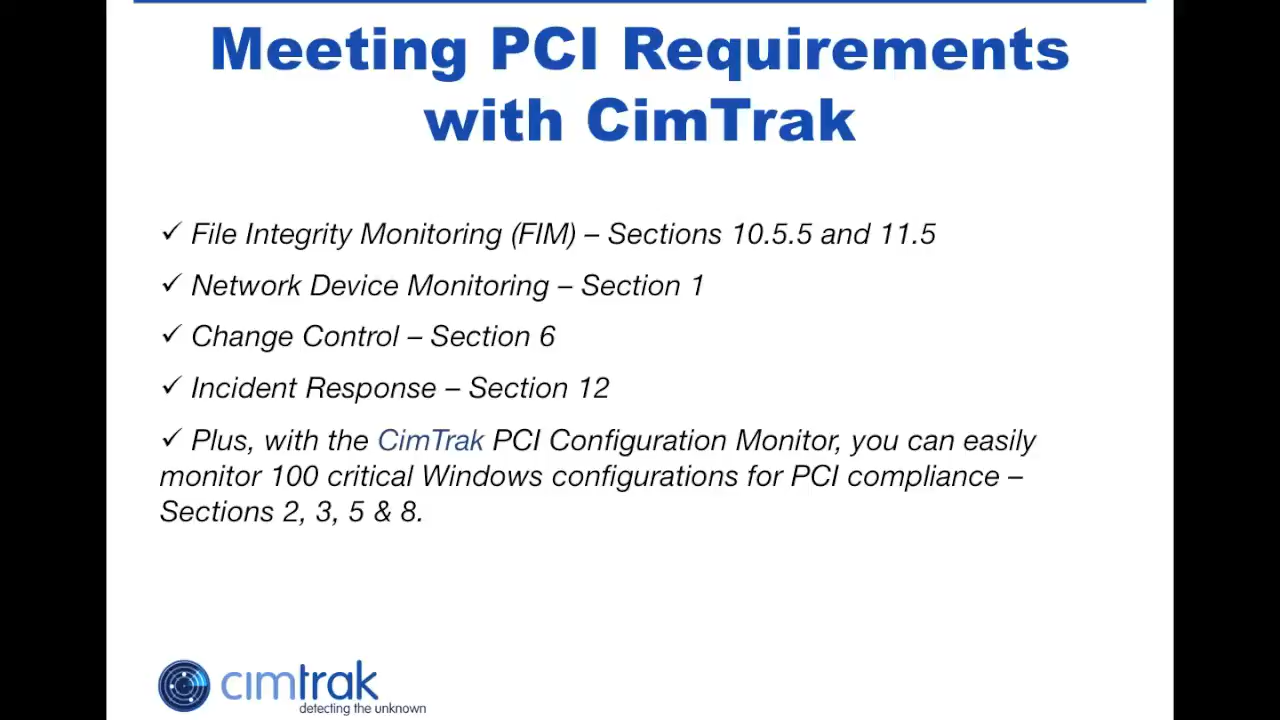 Meeting PCI Requirements
with CimTrak
✓ File Integrity Monitoring (FIM) – Sections 10.5.5 and 11.5
✓ Network Device Monitoring – Section 1
✓ Change Control – Section 6
✓ Incident Response – Section 12
✓ Plus, with the CimTrak PCI Configuration Monitor, you can easily
monitor 100 critical Windows configurations for PCI compliance –
Sections 2, 3, 5 & 8.
cimtrak
detecting the unknown